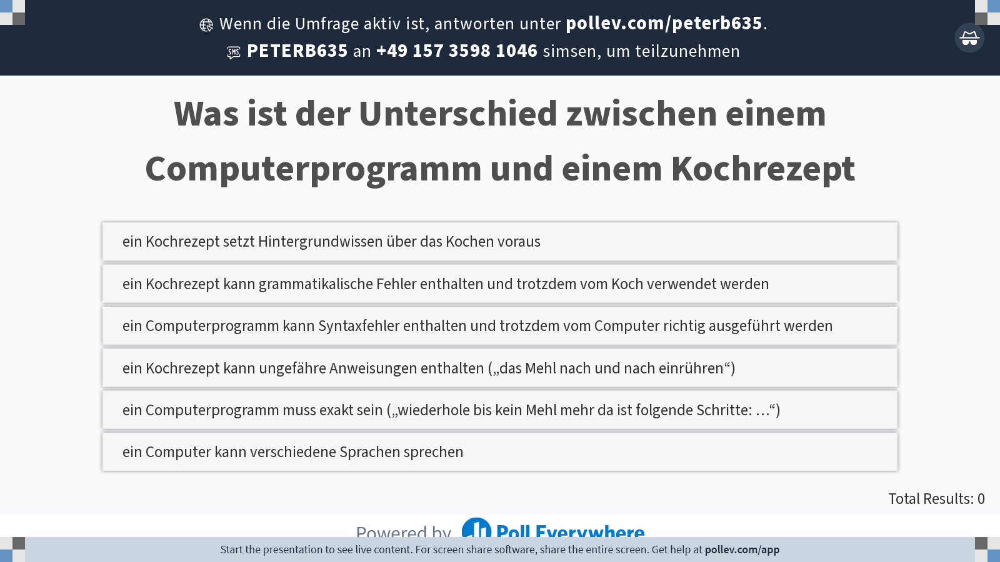 Wenn die Umfrage aktiv ist, antworten unter pollev.com/peterb635.
SMS PETERB635 an +49 157 3598 1046 simsen, um teilzunehmen
Was ist der Unterschied zwischen einem
Computerprogramm und einem Kochrezept
ein Kochrezept setzt Hintergrundwissen über das Kochen voraus
ein Kochrezept kann grammatikalische Fehler enthalten und trotzdem vom Koch verwendet werden
ein Computerprogramm kann Syntaxfehler enthalten und trotzdem vom Computer richtig ausgeführt werden
ein Kochrezept kann ungefähre Anweisungen enthalten („das Mehl nach und nach einrühren“)
ein Computerprogramm muss exakt sein („wiederhole bis kein Mehl mehr da ist folgende Schritte: …“)
ein Computer kann verschiedene Sprachen sprechen
Total Results: 0
Powered by Poll Everywhere
Start the presentation to see live content. For screen share software, share the entire screen. Get help at pollev.com/app